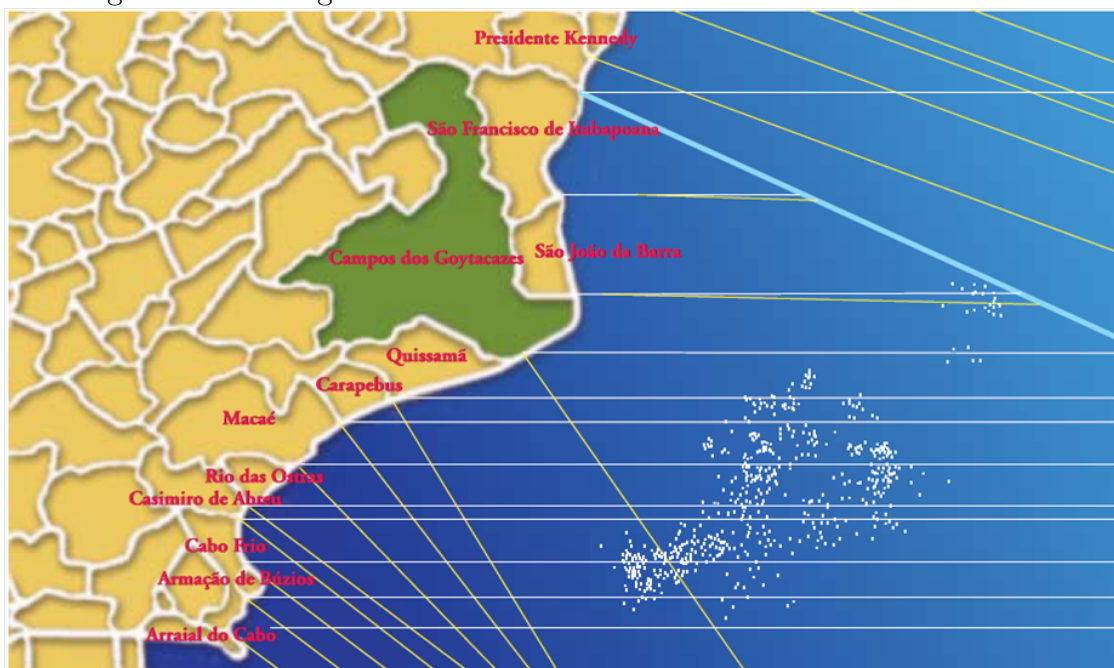 Presidente Kennedy
São Francisco de Itabapoana
São João da Barra
Campos dos Goytacazes
Quissamã
Carapebus
Macaé
Rio das Ostras
Casimiro de Abreu
Cabo Frio
Armação de Búzios
Arraial do Cabo